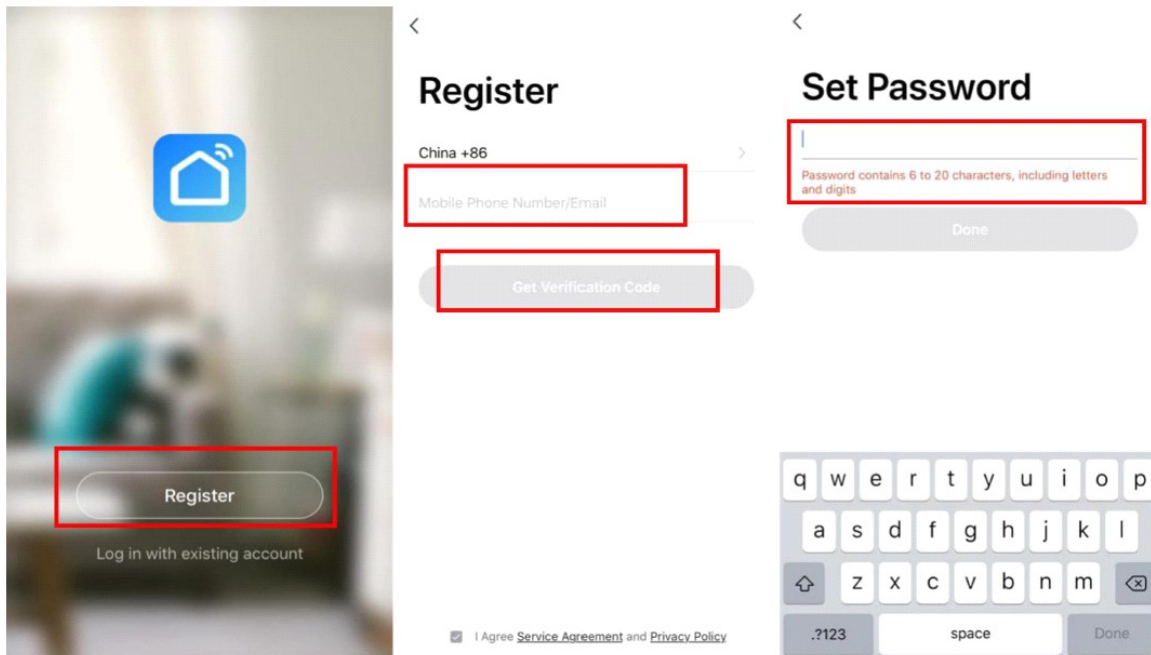 Register
Log in with existing account
Register
China +86
Mobile Phone Number/Email
Get Verification Code
I Agree Service Agreement and Privacy Policy
Set Password
Password contains 6 to 20 characters, including letters
and digits
Done
q w e r t y u i o p
a s d f g h j k l
z x c v b n m
.?123 space Done